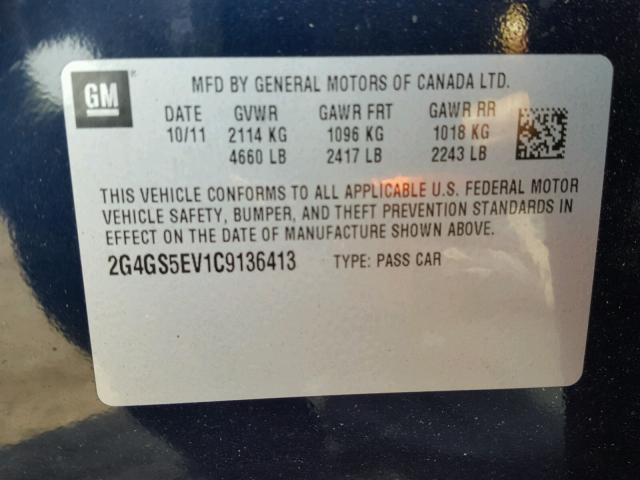 GM
MFD BY GENERAL MOTORS OF CANADA LTD.
DATE GVWR GAWR FRT GAWR RR
10/11 2114 KG 1096 KG 1018 KG
4660 LB 2417 LB 2243 LB
THIS VEHICLE CONFORMS TO ALL APPLICABLE U.S. FEDERAL MOTOR
VEHICLE SAFETY, BUMPER, AND THEFT PREVENTION STANDARDS IN
EFFECT ON THE DATE OF MANUFACTURE SHOWN ABOVE.
2G4GS5EV1C9136413 TYPE: PASS CAR